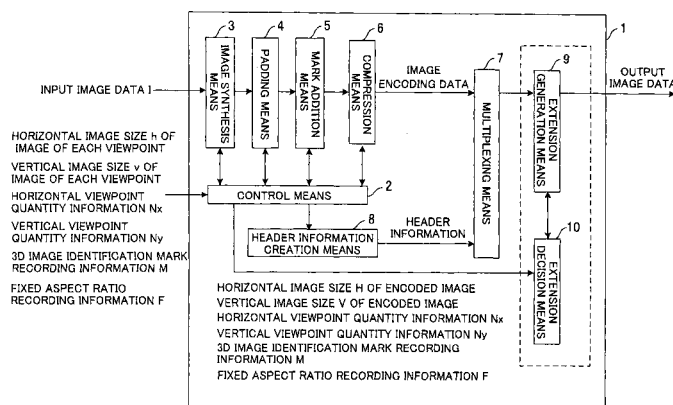 1
3
4
5
6
7
9
IMAGE SYNTHESIS
MEANS
PADDING MEANS
MARK ADDITION
MEANS
COMPRESSION
MEANS
INPUT IMAGE DATA I
IMAGE
ENCODING DATA
MULTIPLEXING MEANS
EXTENSION
GENERATION MEANS
OUTPUT
IMAGE DATA
HORIZONTAL IMAGE SIZE h OF
IMAGE OF EACH VIEWPOINT
VERTICAL IMAGE SIZE v OF
IMAGE OF EACH VIEWPOINT
HORIZONTAL VIEWPOINT
QUANTITY INFORMATION Nx
VERTICAL VIEWPOINT
QUANTITY INFORMATION Ny
3D IMAGE IDENTIFICATION MARK
RECORDING INFORMATION M
FIXED ASPECT RATIO
RECORDING INFORMATION F
2
CONTROL MEANS
8
HEADER INFORMATION
CREATION MEANS
HEADER
INFORMATION
10
EXTENSION
DECISION MEANS
HORIZONTAL IMAGE SIZE H OF ENCODED IMAGE
VERTICAL IMAGE SIZE V OF ENCODED IMAGE
HORIZONTAL VIEWPOINT QUANTITY INFORMATION Nx
VERTICAL VIEWPOINT QUANTITY INFORMATION Ny
3D IMAGE IDENTIFICATION MARK RECORDING
INFORMATION M
FIXED ASPECT RATIO RECORDING INFORMATION F